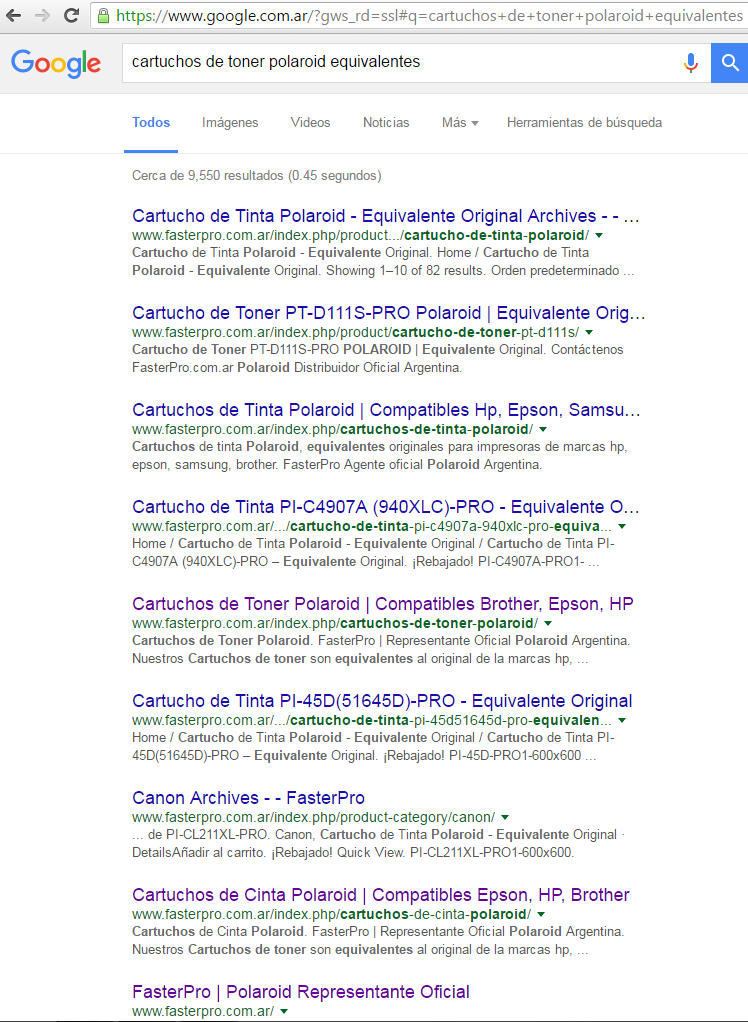 https://www.google.com.ar/?gws_rd=ssl#q=cartuchos+de+toner+polaroid+equivalentes
Google
cartuchos de toner polaroid equivalentes
Todos Imágenes Videos Noticias Más Herramientas de búsqueda
Cerca de 9,550 resultados (0.45 segundos)
Cartucho de Tinta Polaroid - Equivalente Original Archives - - ...
www.fasterpro.com.ar/index.php/product.../cartucho-de-tinta-polaroid/
Cartucho de Tinta Polaroid - Equivalente Original. Home / Cartucho de Tinta
Polaroid - Equivalente Original. Showing 1–10 of 82 results. Orden predeterminado ...
Cartucho de Toner PT-D111S-PRO Polaroid | Equivalente Orig...
www.fasterpro.com.ar/index.php/product/cartucho-de-toner-pt-d111s/
Cartucho de Toner PT-D111S-PRO POLAROID | Equivalente Original. Contáctenos
FasterPro.com.ar Polaroid Distribuidor Oficial Argentina.
Cartuchos de Tinta Polaroid | Compatibles Hp, Epson, Samsu...
www.fasterpro.com.ar/index.php/cartuchos-de-tinta-polaroid/
Cartuchos de tinta Polaroid, equivalentes originales para impresoras de marcas hp,
epson, samsung, brother. FasterPro Agente oficial Polaroid Argentina.
Cartucho de Tinta PI-C4907A (940XLC)-PRO - Equivalente O...
www.fasterpro.com.ar/.../cartucho-de-tinta-pi-c4907a-940xlc-pro-equiva...
Home / Cartucho de Tinta Polaroid - Equivalente Original / Cartucho de Tinta PI-
C4907A (940XLC)-PRO – Equivalente Original. ¡Rebajado! PI-C4907A-PRO1- ...
Cartuchos de Toner Polaroid | Compatibles Brother, Epson, HP
www.fasterpro.com.ar/index.php/cartuchos-de-toner-polaroid/
Cartuchos de Toner Polaroid. FasterPro | Representante Oficial Polaroid Argentina.
Nuestros Cartuchos de toner son equivalentes al original de la marcas hp, ...
Cartucho de Tinta PI-45D(51645D)-PRO - Equivalente Original
www.fasterpro.com.ar/.../cartucho-de-tinta-pi-45d51645d-pro-equivalen...
Home / Cartucho de Tinta Polaroid - Equivalente Original / Cartucho de Tinta PI-
45D(51645D)-PRO – Equivalente Original. ¡Rebajado! PI-45D-PRO1-600x600 ...
Canon Archives - - FasterPro
www.fasterpro.com.ar/index.php/product-category/canon/
... de PI-CL211XL-PRO. Canon, Cartucho de Tinta Polaroid - Equivalente Original ·
DetailsAñadir al carrito. ¡Rebajado! Quick View. PI-CL211XL-PRO1-600x600.
Cartuchos de Cinta Polaroid | Compatibles Epson, HP, Brother
www.fasterpro.com.ar/index.php/cartuchos-de-cinta-polaroid/
Cartuchos de Cinta Polaroid. FasterPro | Representante Oficial Polaroid Argentina.
Nuestros Cartuchos de toner son equivalentes al original de la marcas hp, ...
FasterPro | Polaroid Representante Oficial
www.fasterpro.com.ar/